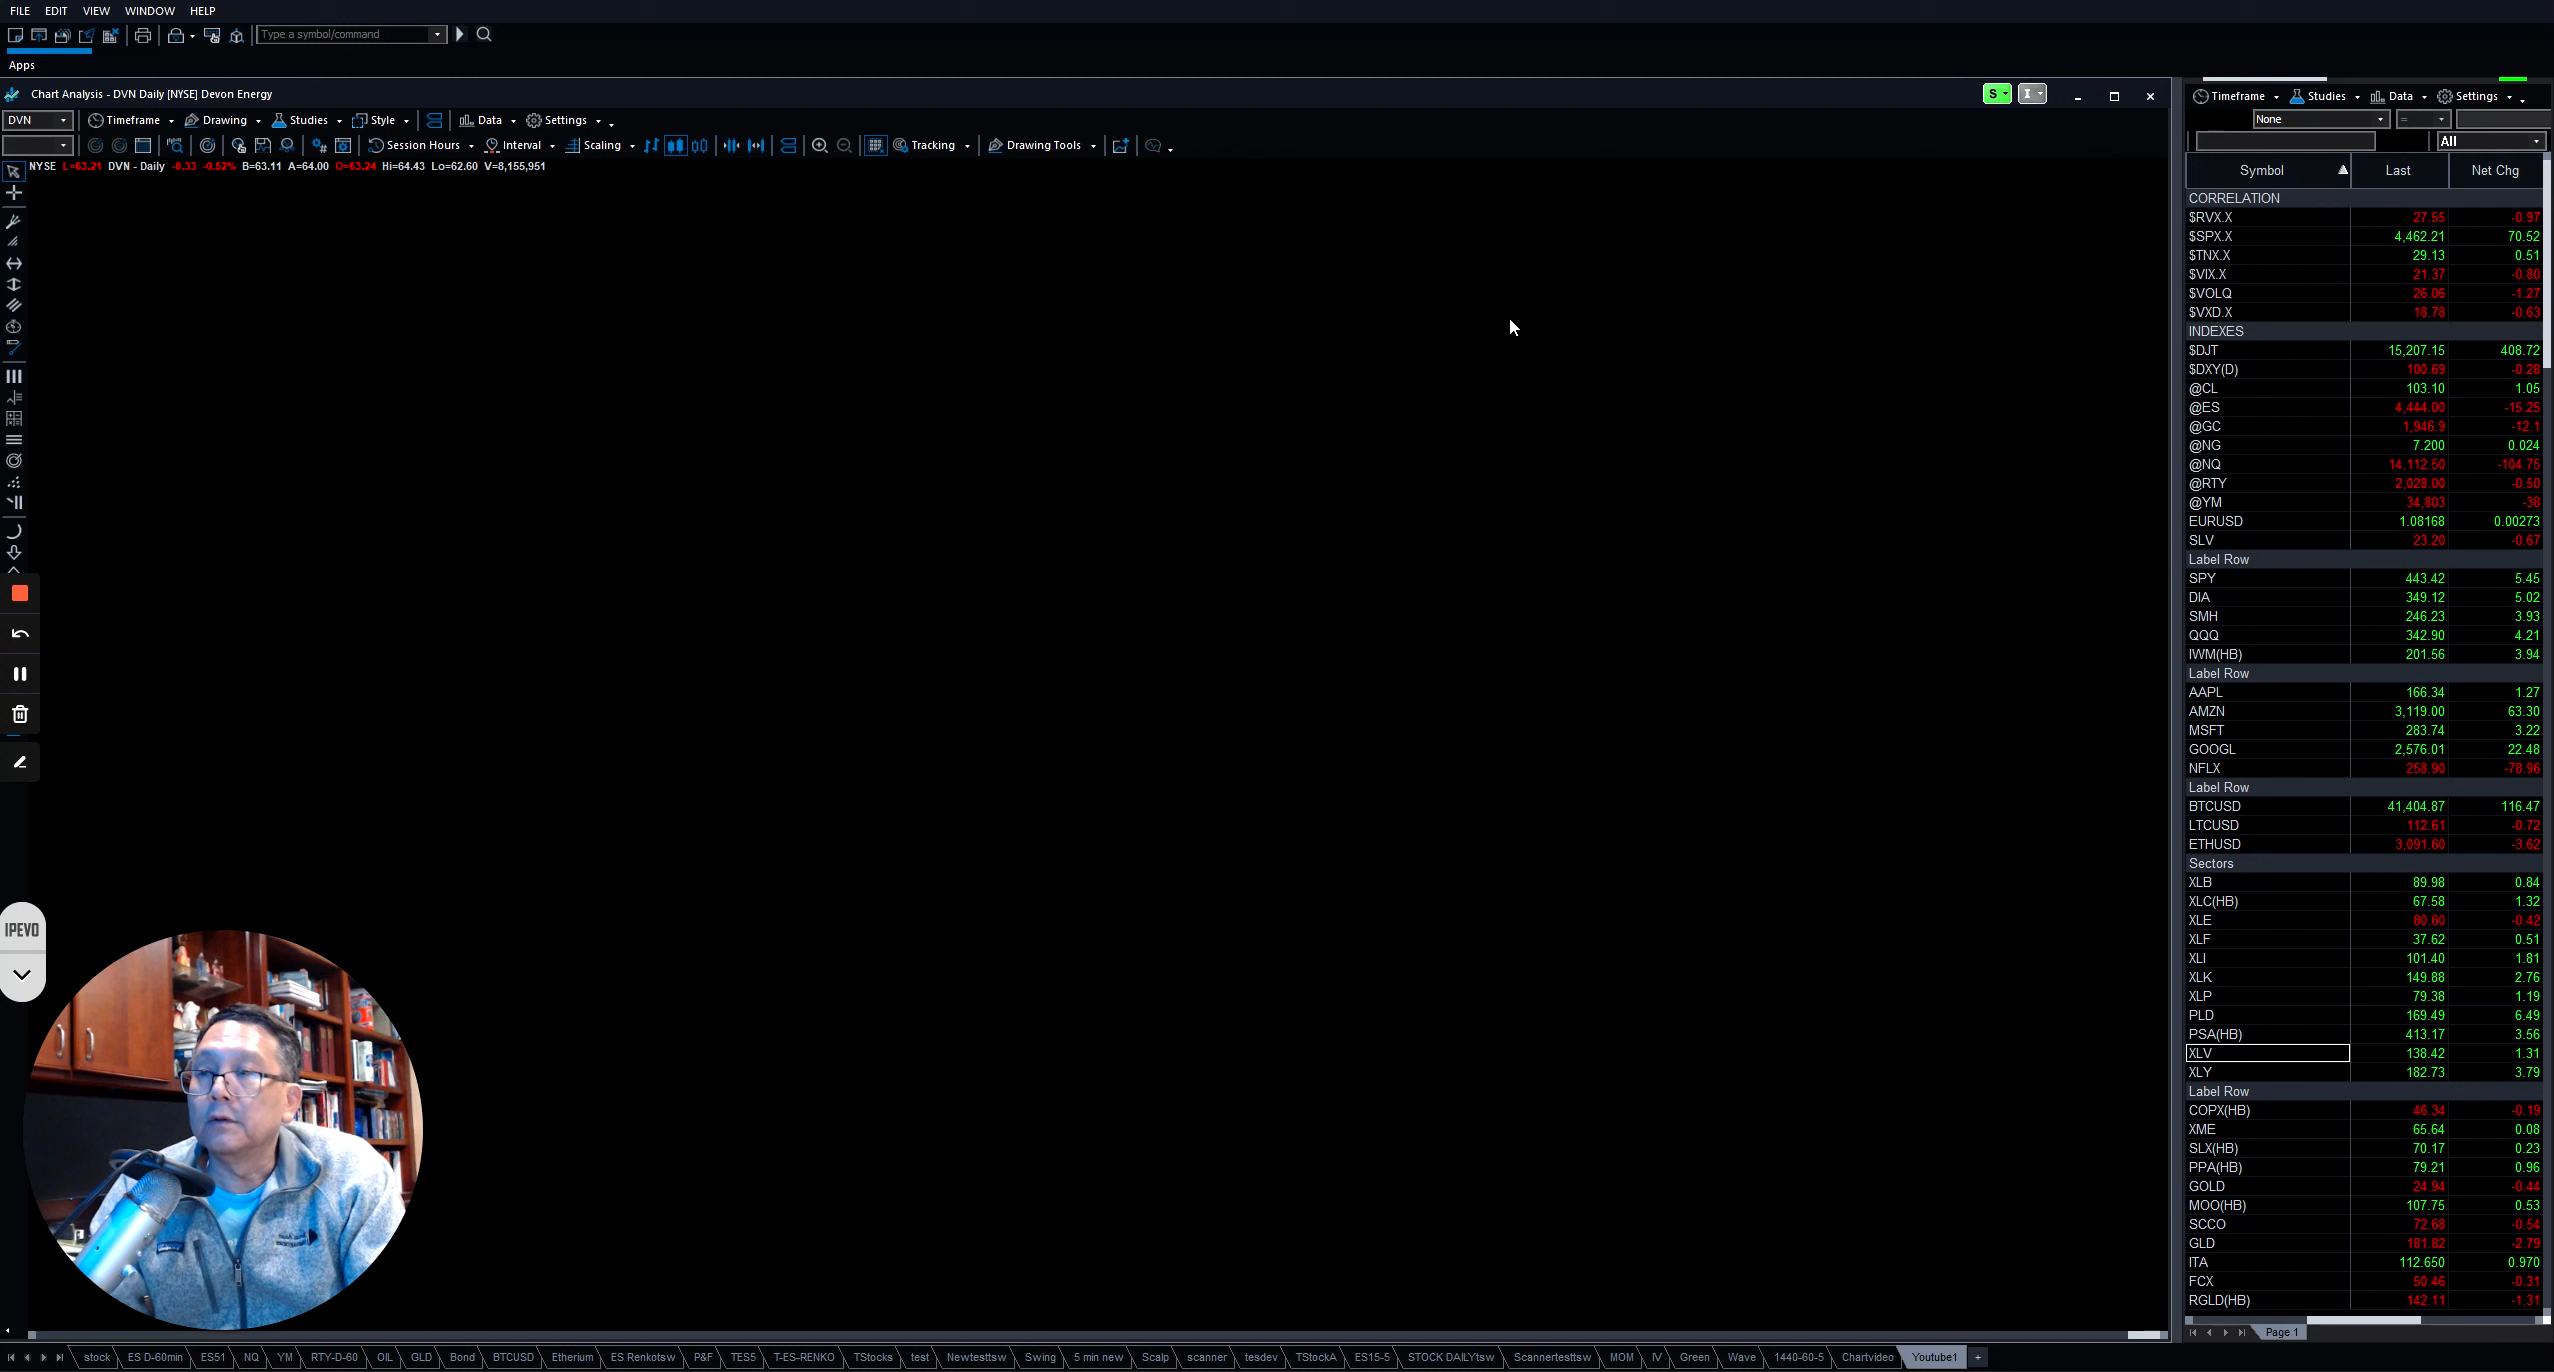 FILE EDIT VIEW WINDOW HELP
Type a symbol/command
Apps
Chart Analysis - DVN Daily [NYSE] Devon Energy
S I
DVN Timeframe Drawing Studies Style Data Settings
Session Hours Interval Scaling Tracking Drawing Tools
NYSE L=63.21 DVN - Daily -0.33 -0.52% B=63.11 A=64.00 O=63.24 Hi=64.43 Lo=62.60 V=8,155,951
Timeframe Studies Data Settings
None =
All
Symbol Last Net Chg
CORRELATION
$RVX.X 27.55 -0.97
$SPX.X 4,462.21 70.52
$TNX.X 29.13 0.51
$VIX.X 21.37 -0.80
$VOLQ 26.06 -1.27
$VXD.X 18.78 -0.63
INDEXES
$DJT 15,207.15 408.72
$DXY(D) 100.69 -0.28
@CL 103.10 1.05
@ES 4,444.00 -15.25
@GC 1,946.9 -12.1
@NG 7.200 0.024
@NQ 14,112.50 -104.75
@RTY 2,028.00 -0.50
@YM 34,803 -38
EURUSD 1.08168 0.00273
SLV 23.20 -0.67
Label Row
SPY 443.42 5.45
DIA 349.12 5.02
SMH 246.23 3.93
QQQ 342.90 4.21
IWM(HB) 201.56 3.94
Label Row
AAPL 166.34 1.27
AMZN 3,119.00 63.30
MSFT 283.74 3.22
GOOGL 2,576.01 22.48
NFLX 258.90 -78.96
Label Row
BTCUSD 41,404.87 116.47
LTCUSD 112.61 -0.72
ETHUSD 3,091.60 -3.62
Sectors
XLB 89.98 0.84
XLC(HB) 67.58 1.32
XLE 80.60 -0.42
XLF 37.62 0.51
XLI 101.40 1.81
XLK 149.88 2.76
XLP 79.38 1.19
PLD 169.49 6.49
PSA(HB) 413.17 3.56
XLV 138.42 1.31
XLY 182.73 3.79
Label Row
COPX(HB) 46.34 -0.19
XME 65.64 0.08
SLX(HB) 70.17 0.23
PPA(HB) 79.21 0.96
GOLD 24.94 -0.44
MOO(HB) 107.75 0.53
SCCO 72.68 -0.54
GLD 181.82 -2.79
ITA 112.650 0.970
FCX 50.46 -0.31
RGLD(HB) 142.11 -1.31
Page 1
IPEVO
stock ES D-60min ES51 NQ YM RTY-D-60 OIL GLD Bond BTCUSD Etherium ES Renkotsw P&F TES5 T-ES-RENKO TStocks test Newtesttsw Swing 5 min new Scalp scanner tesdev TStockA ES15-5 STOCK DAILYtsw Scannertesttsw MOM IV Green Wave 1440-60-5 Chartvideo Youtube1 +